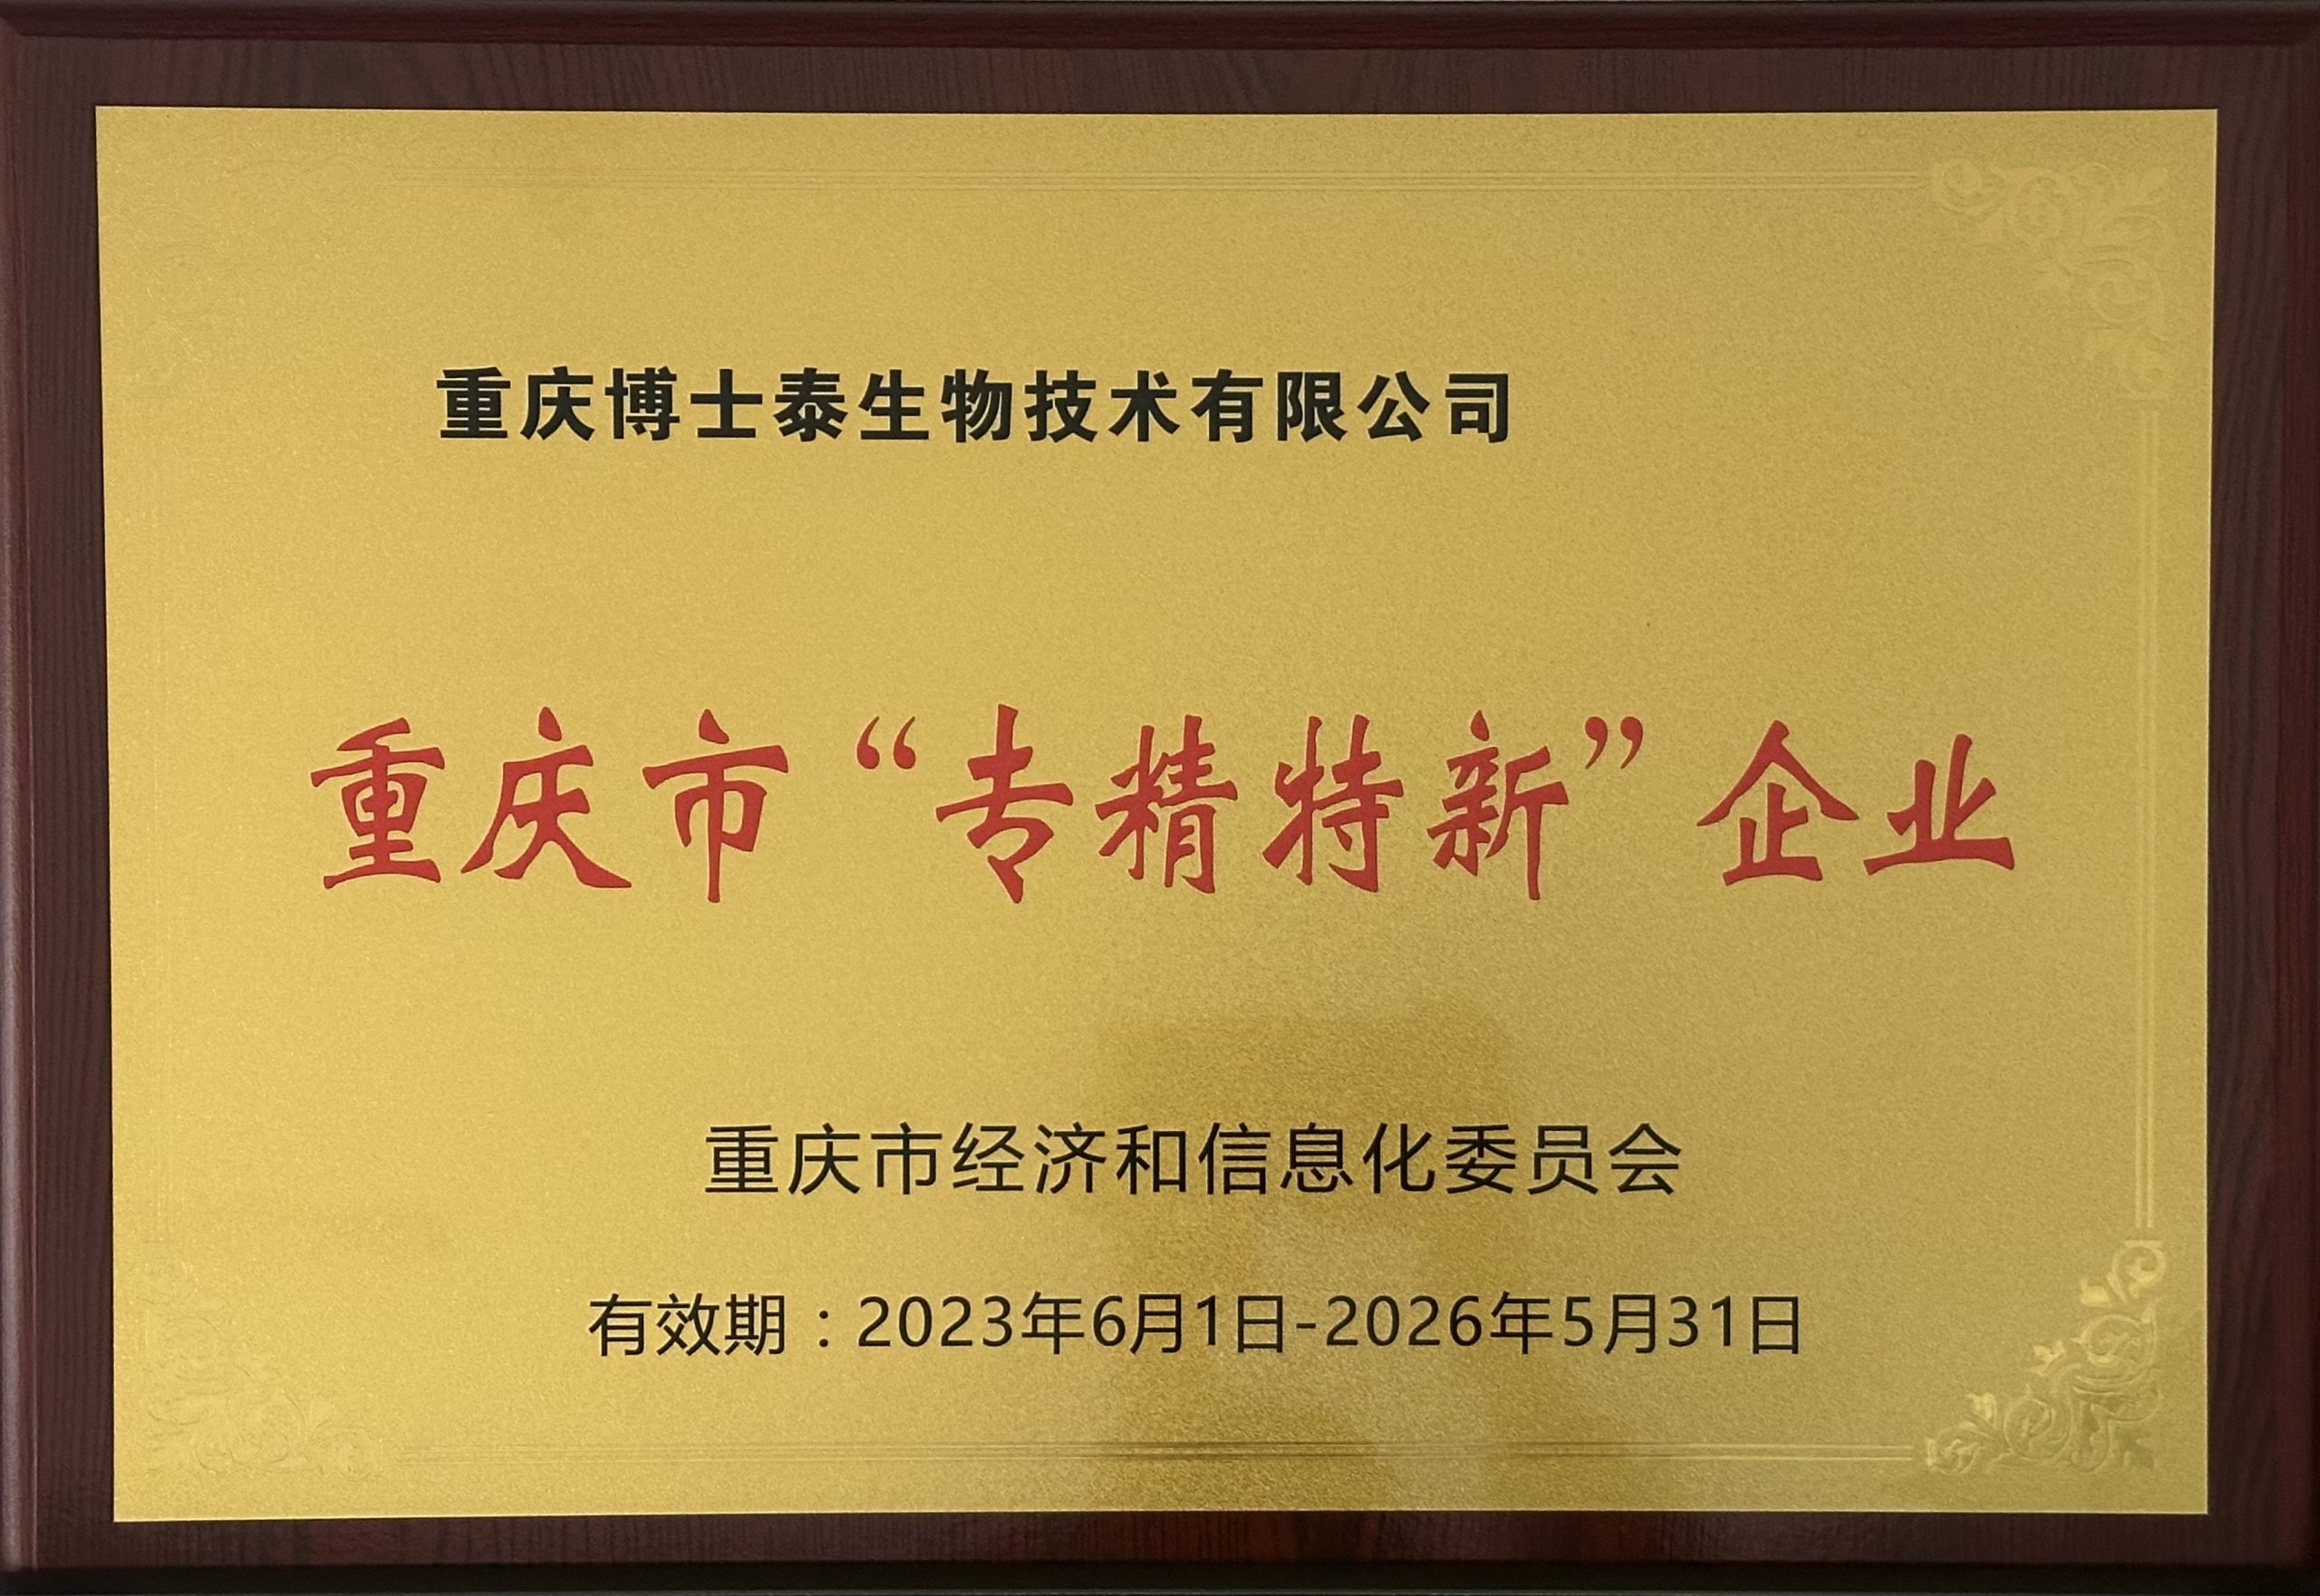 重庆博士泰生物技术有限公司
重庆市“专精特新”企业
重庆市经济和信息化委员会
有效期：2023年6月1日-2026年5月31日